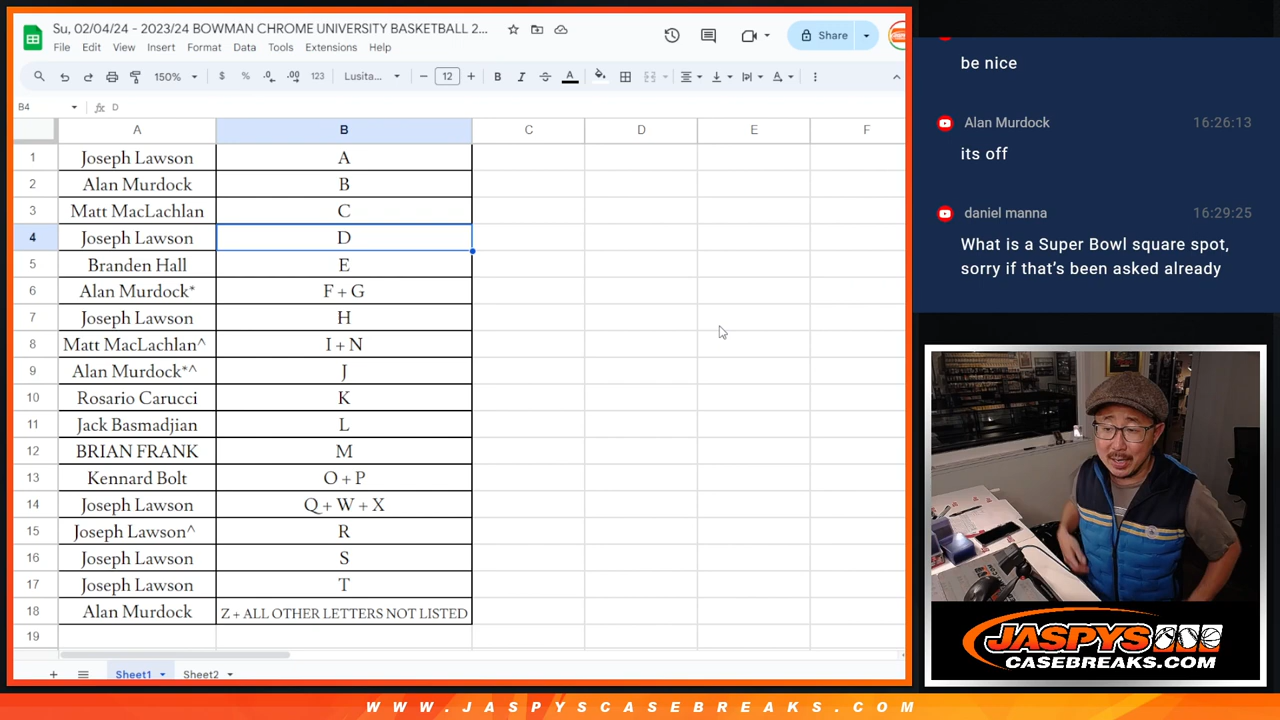 Su, 02/04/24 - 2023/24 BOWMAN CHROME UNIVERSITY BASKETBALL 2...
File Edit View Insert Format Data Tools Extensions Help
Share
150% $ % .0 .00 123 Lusita... 12 B I A
B4 fx D
A B C D E F
1 Joseph Lawson A
2 Alan Murdock B
3 Matt MacLachlan C
4 Joseph Lawson D
5 Branden Hall E
6 Alan Murdock* F + G
7 Joseph Lawson H
8 Matt MacLachlan^ I + N
9 Alan Murdock*^ J
10 Rosario Carucci K
11 Jack Basmadjian L
12 BRIAN FRANK M
13 Kennard Bolt O + P
14 Joseph Lawson Q + W + X
15 Joseph Lawson^ R
16 Joseph Lawson S
17 Joseph Lawson T
18 Alan Murdock Z + ALL OTHER LETTERS NOT LISTED
19
Sheet1 Sheet2
be nice
Alan Murdock 16:26:13
its off
daniel manna 16:29:25
What is a Super Bowl square spot,
sorry if that's been asked already
JASPYS
CASEBREAKS.COM
WWW.JASPYSCASEBREAKS.COM